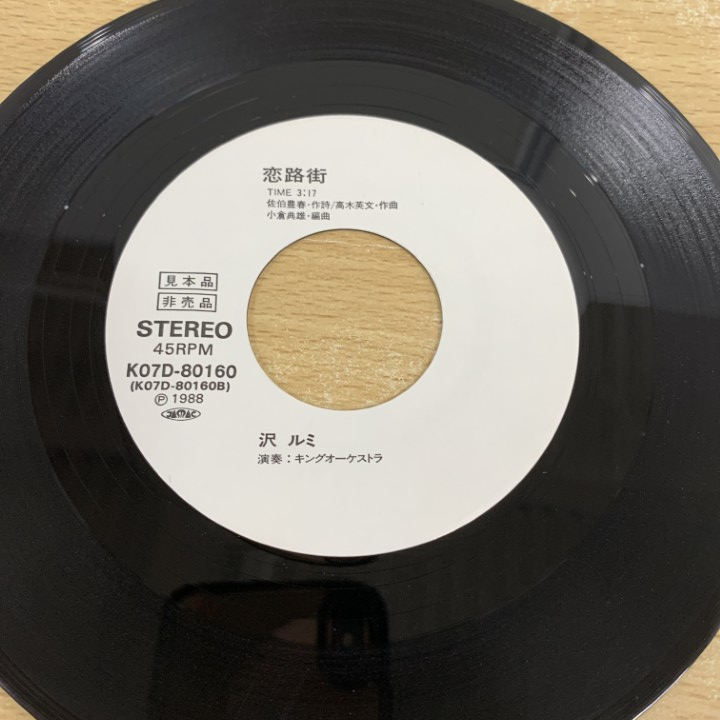 恋路街
TIME 3:17
佐伯豊春・作詩/高木英文・作曲
小倉典雄・編曲
見本品
非売品
STEREO
45RPM
K07D-80160
(K07D-80160B)
Ⓟ 1988
JASRAC
沢 ルミ
演奏:キングオーケストラ